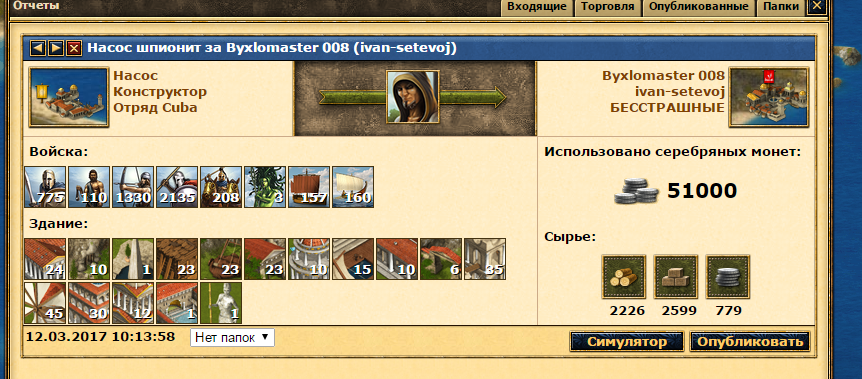 Отчеты
Входящие Торговля Опубликованные Папки
Насос шпионит за Byxlomaster 008 (ivan-setevoj)
Насос
Конструктор
Отряд Cuba
Byxlomaster 008
ivan-setevoj
БЕССТРАШНЫЕ
Войска:
775 110 1330 2135 208 3 157 160
Здание:
24 10 1 23 23 23 10 15 10 6 35
45 30 12 1 1
Использовано серебряных монет:
51000
Сырье:
2226 2599 779
12.03.2017 10:13:58 Нет папок
Симулятор Опубликовать